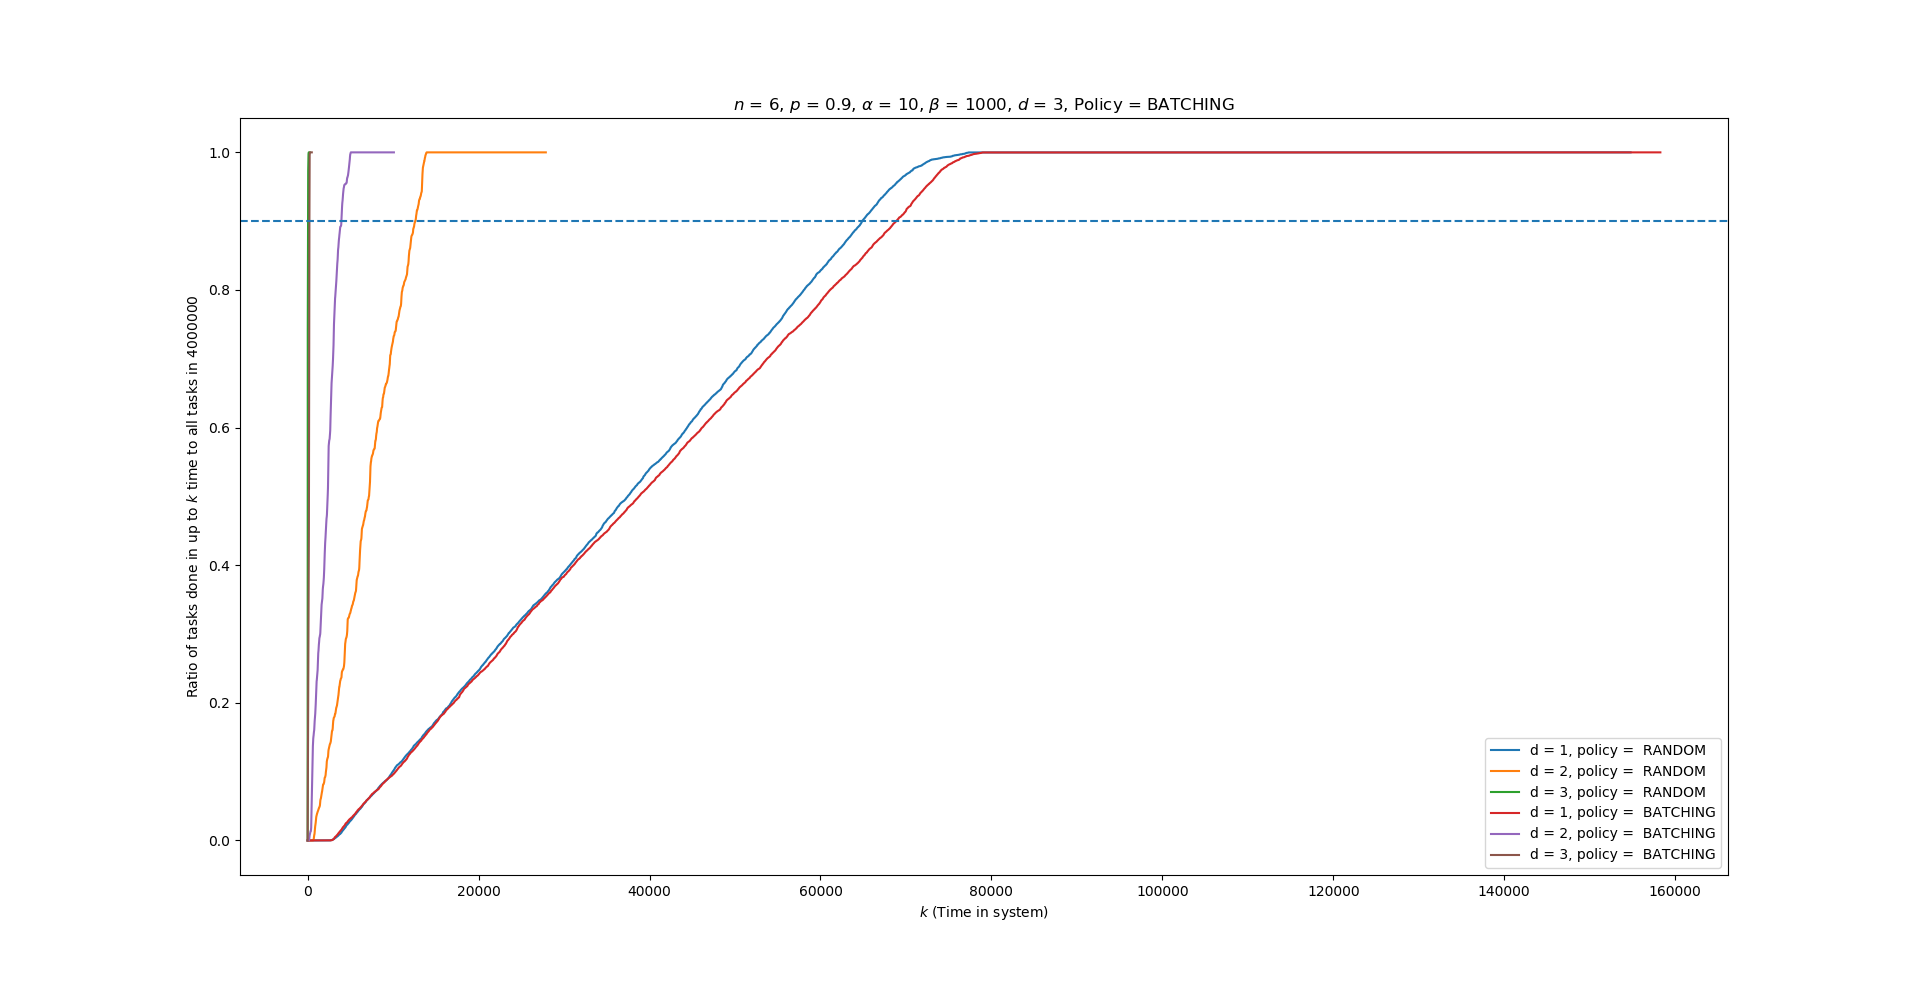 n = 6, p = 0.9, α = 10, β = 1000, d = 3, Policy = BATCHING
Ratio of tasks done in up to k time to all tasks in 4000000
1.0
0.8
0.6
0.4
0.2
0.0
d = 1, policy = RANDOM
d = 2, policy = RANDOM
d = 3, policy = RANDOM
d = 1, policy = BATCHING
d = 2, policy = BATCHING
d = 3, policy = BATCHING
0 20000 40000 60000 80000 100000 120000 140000 160000
k (Time in system)